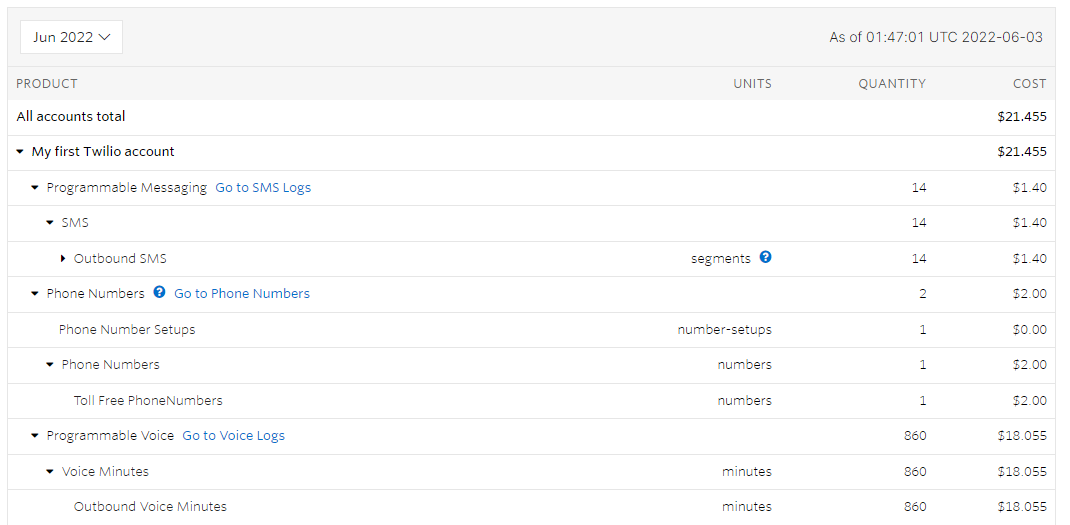 Jun 2022 As of 01:47:01 UTC 2022-06-03
PRODUCT UNITS QUANTITY COST
All accounts total $21.455
My first Twilio account $21.455
Programmable Messaging Go to SMS Logs 14 $1.40
SMS 14 $1.40
Outbound SMS segments ? 14 $1.40
Phone Numbers ? Go to Phone Numbers 2 $2.00
Phone Number Setups number-setups 1 $0.00
Phone Numbers numbers 1 $2.00
Toll Free PhoneNumbers numbers 1 $2.00
Programmable Voice Go to Voice Logs 860 $18.055
Voice Minutes minutes 860 $18.055
Outbound Voice Minutes minutes 860 $18.055